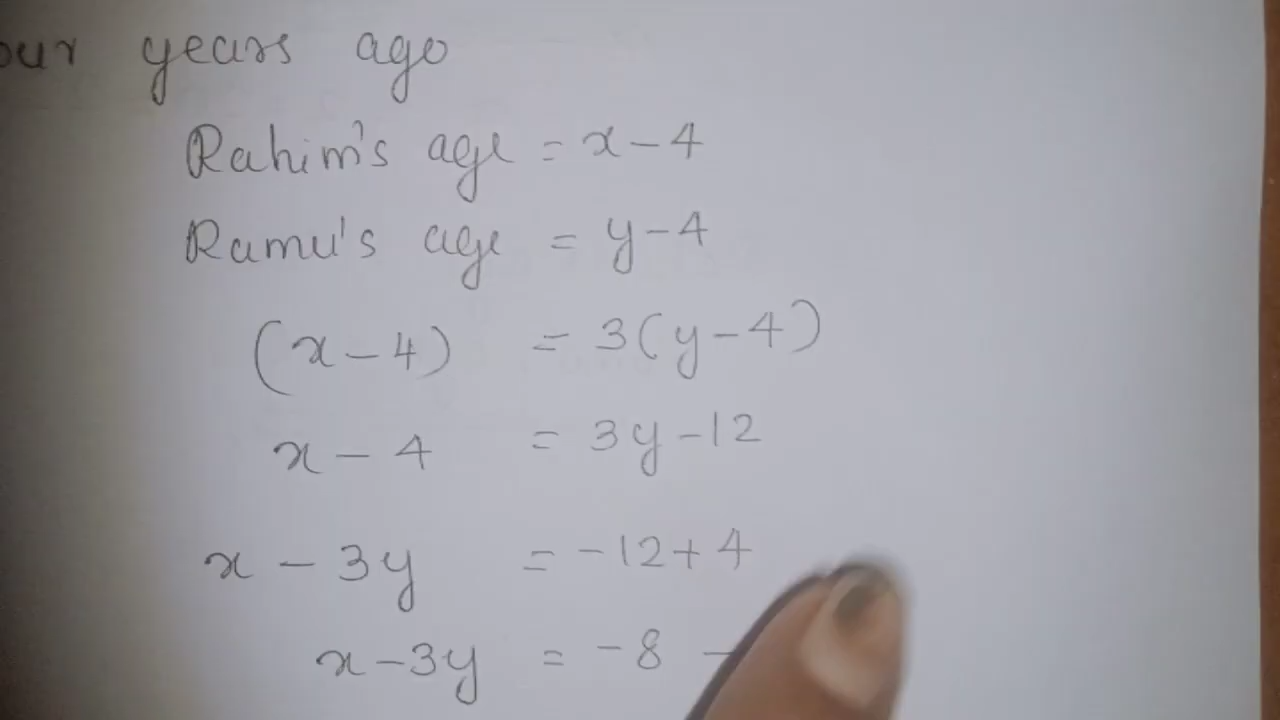 years ago
Rahim's age = x - 4
Ramu's age = y - 4
(x - 4) = 3(y - 4)
x - 4 = 3y - 12
x - 3y = -12 + 4
x - 3y = -8 -